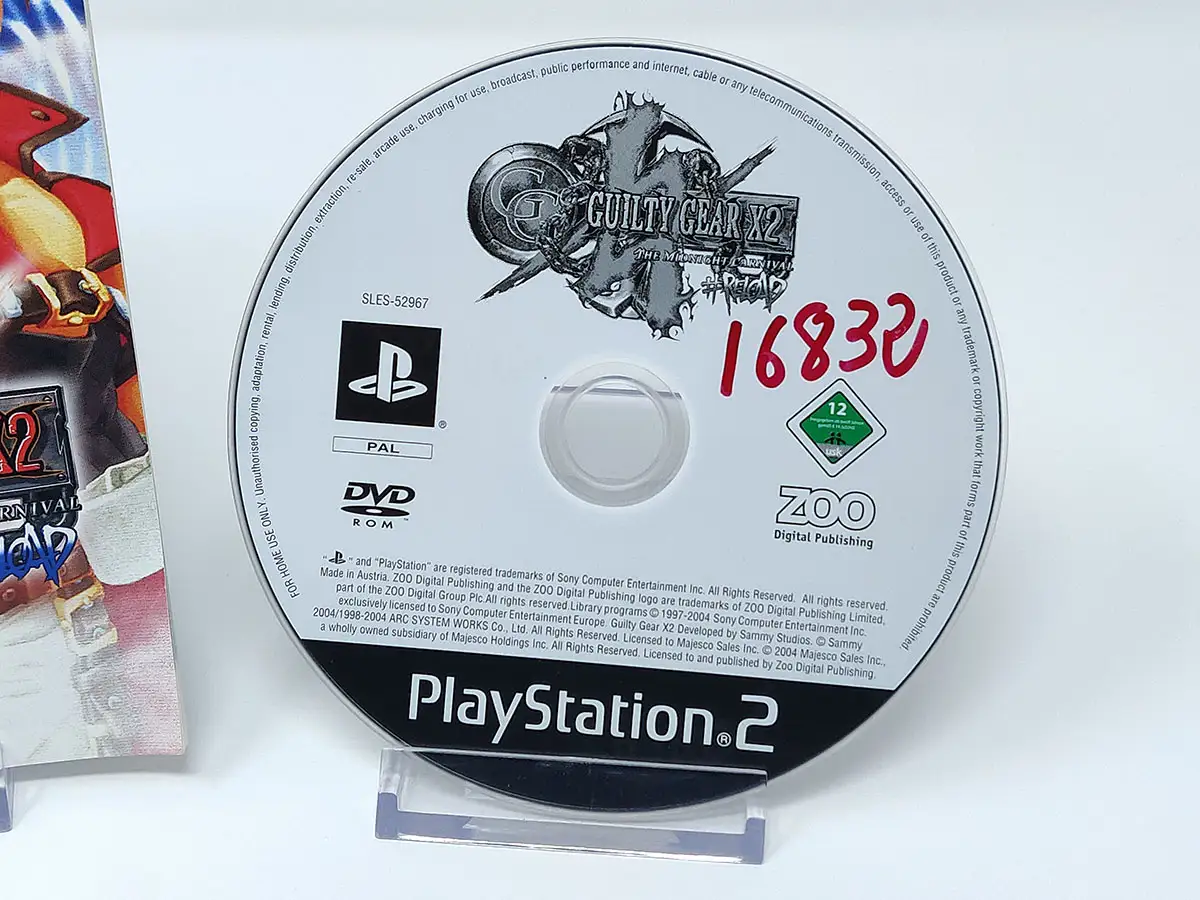 FOR HOME USE ONLY. Unauthorised copying, adaptation, rental, lending, distribution, extraction, re-sale, arcade use, charging for use, broadcast, public performance and internet, cable or any telecommunications transmission, access or use of this product or any trademark or copyright work that forms part of this product are prohibited.
GG
GUILTY GEAR X2
THE MIDNIGHT CARNIVAL
#RELOAD
SLES-52967
16832
®
PAL
12
usk
DVD
ROM
ZOO
Digital Publishing
X2
RNIVAL
LOAD
" " and "PlayStation" are registered trademarks of Sony Computer Entertainment Inc. All Rights Reserved. All rights reserved.
Made in Austria. ZOO Digital Publishing and the ZOO Digital Publishing logo are trademarks of ZOO Digital Publishing Limited,
part of the ZOO Digital Group Plc.All rights reserved.Library programs © 1997-2004 Sony Computer Entertainment Inc.
exclusively licensed to Sony Computer Entertainment Europe. Guilty Gear X2 Developed by Sammy Studios. © Sammy
2004/1998-2004 ARC SYSTEM WORKS Co., Ltd. All Rights Reserved. Licensed to Majesco Sales Inc. © 2004 Majesco Sales Inc.,
a wholly owned subsidiary of Majesco Holdings Inc. All Rights Reserved. Licensed to and published by Zoo Digital Publishing.
PlayStation®2